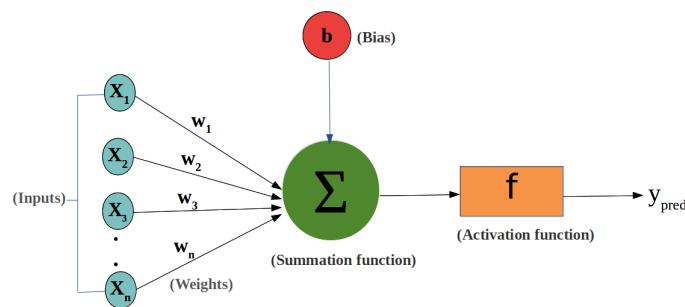 b
(Bias)
X1
w1
X2
w2
(Inputs)
X3
w3
Σ
f
ypred
wn
Xn
(Weights)
(Summation function)
(Activation function)